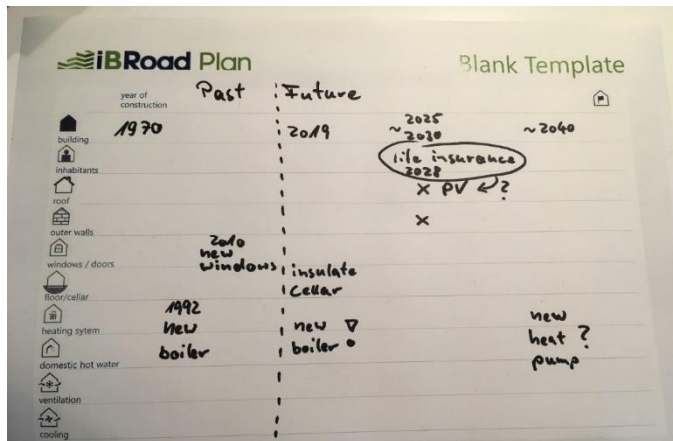 iBRoad Plan
Blank Template
year of
construction
Past
Future
building
1970
2019
~ 2025
2030
~ 2040
inhabitants
life insurance
2028
roof
X PV ?
outer walls
X
windows / doors
2010
new
windows
floor/cellar
insulate
cellar
heating sytem
1992
new
boiler
new !
boiler
new
heat ?
pump
domestic hot water
ventilation
cooling